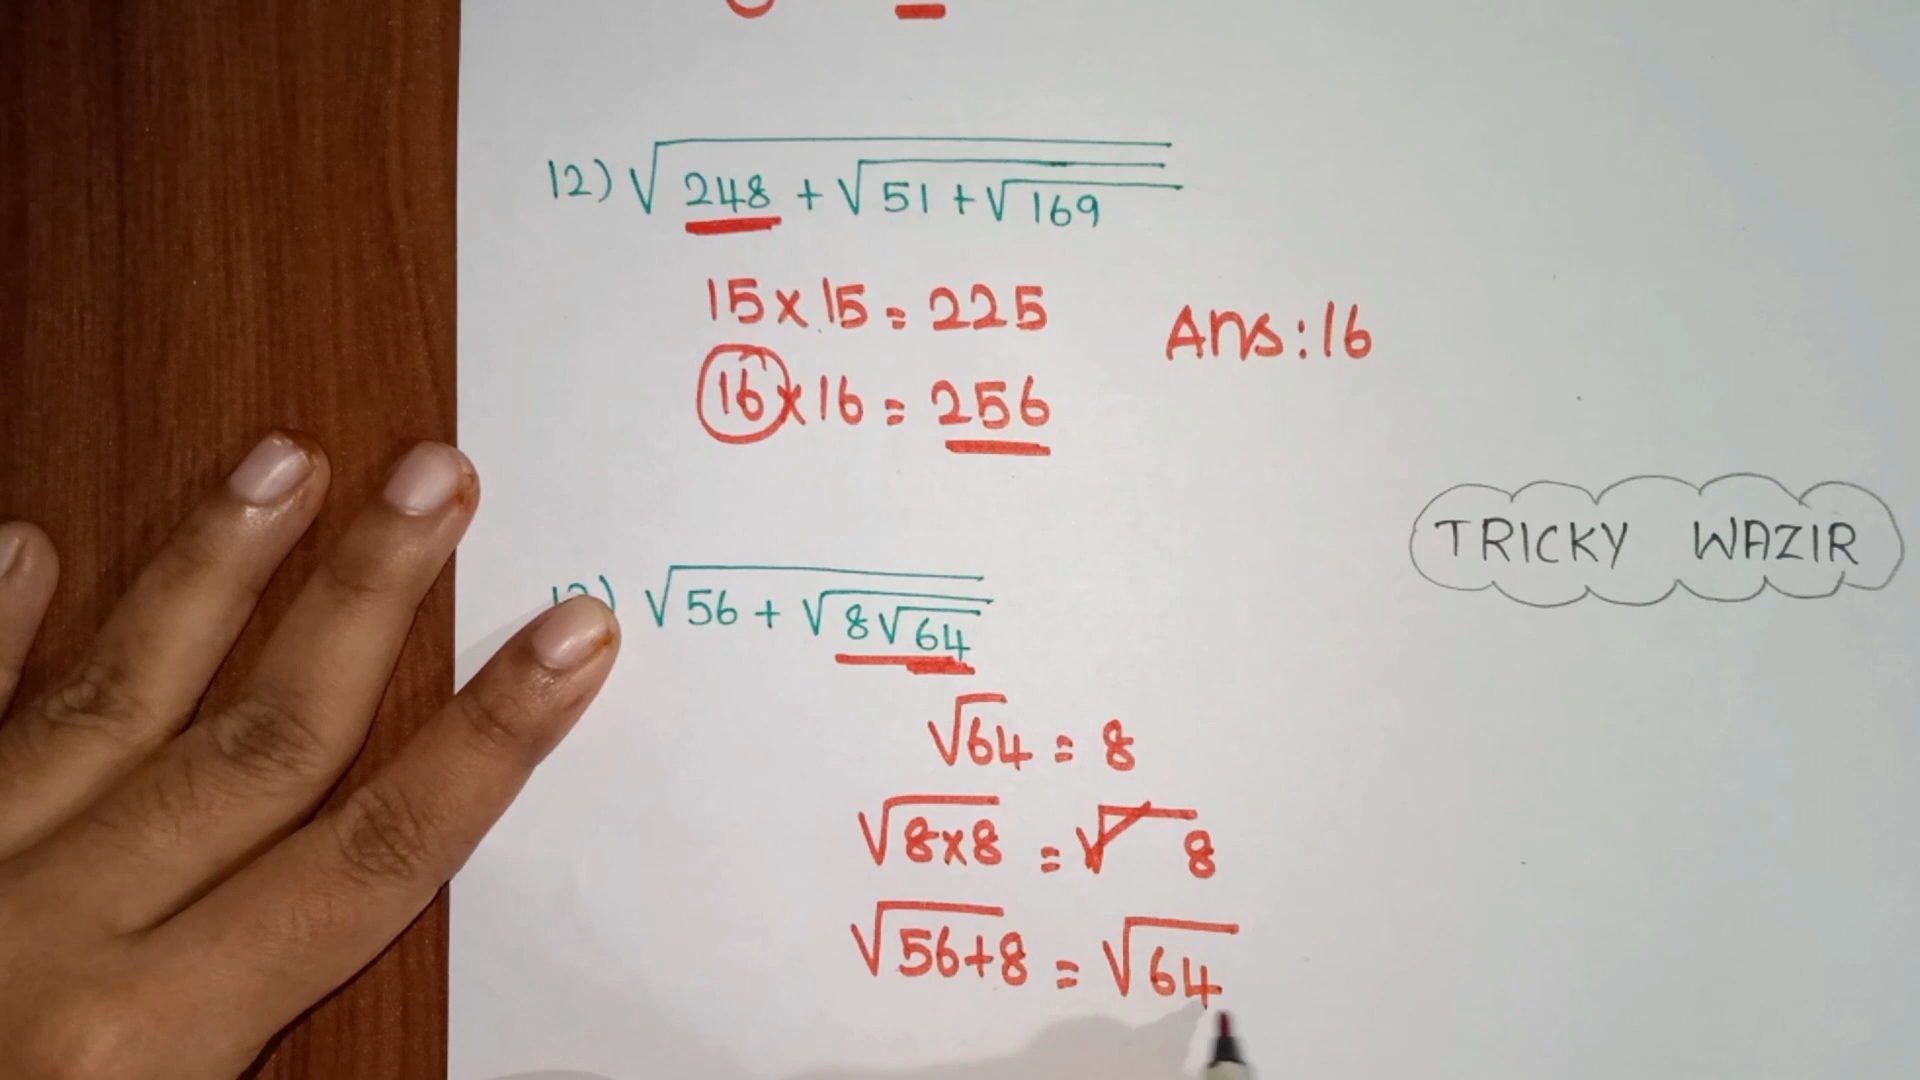 12) √248 + √51 + √169
15 x 15 = 225
Ans: 16
16 x 16 = 256
TRICKY WAZIR
√56 + √8√64
√64 = 8
√8x8 = √ 8
√56+8 = √64